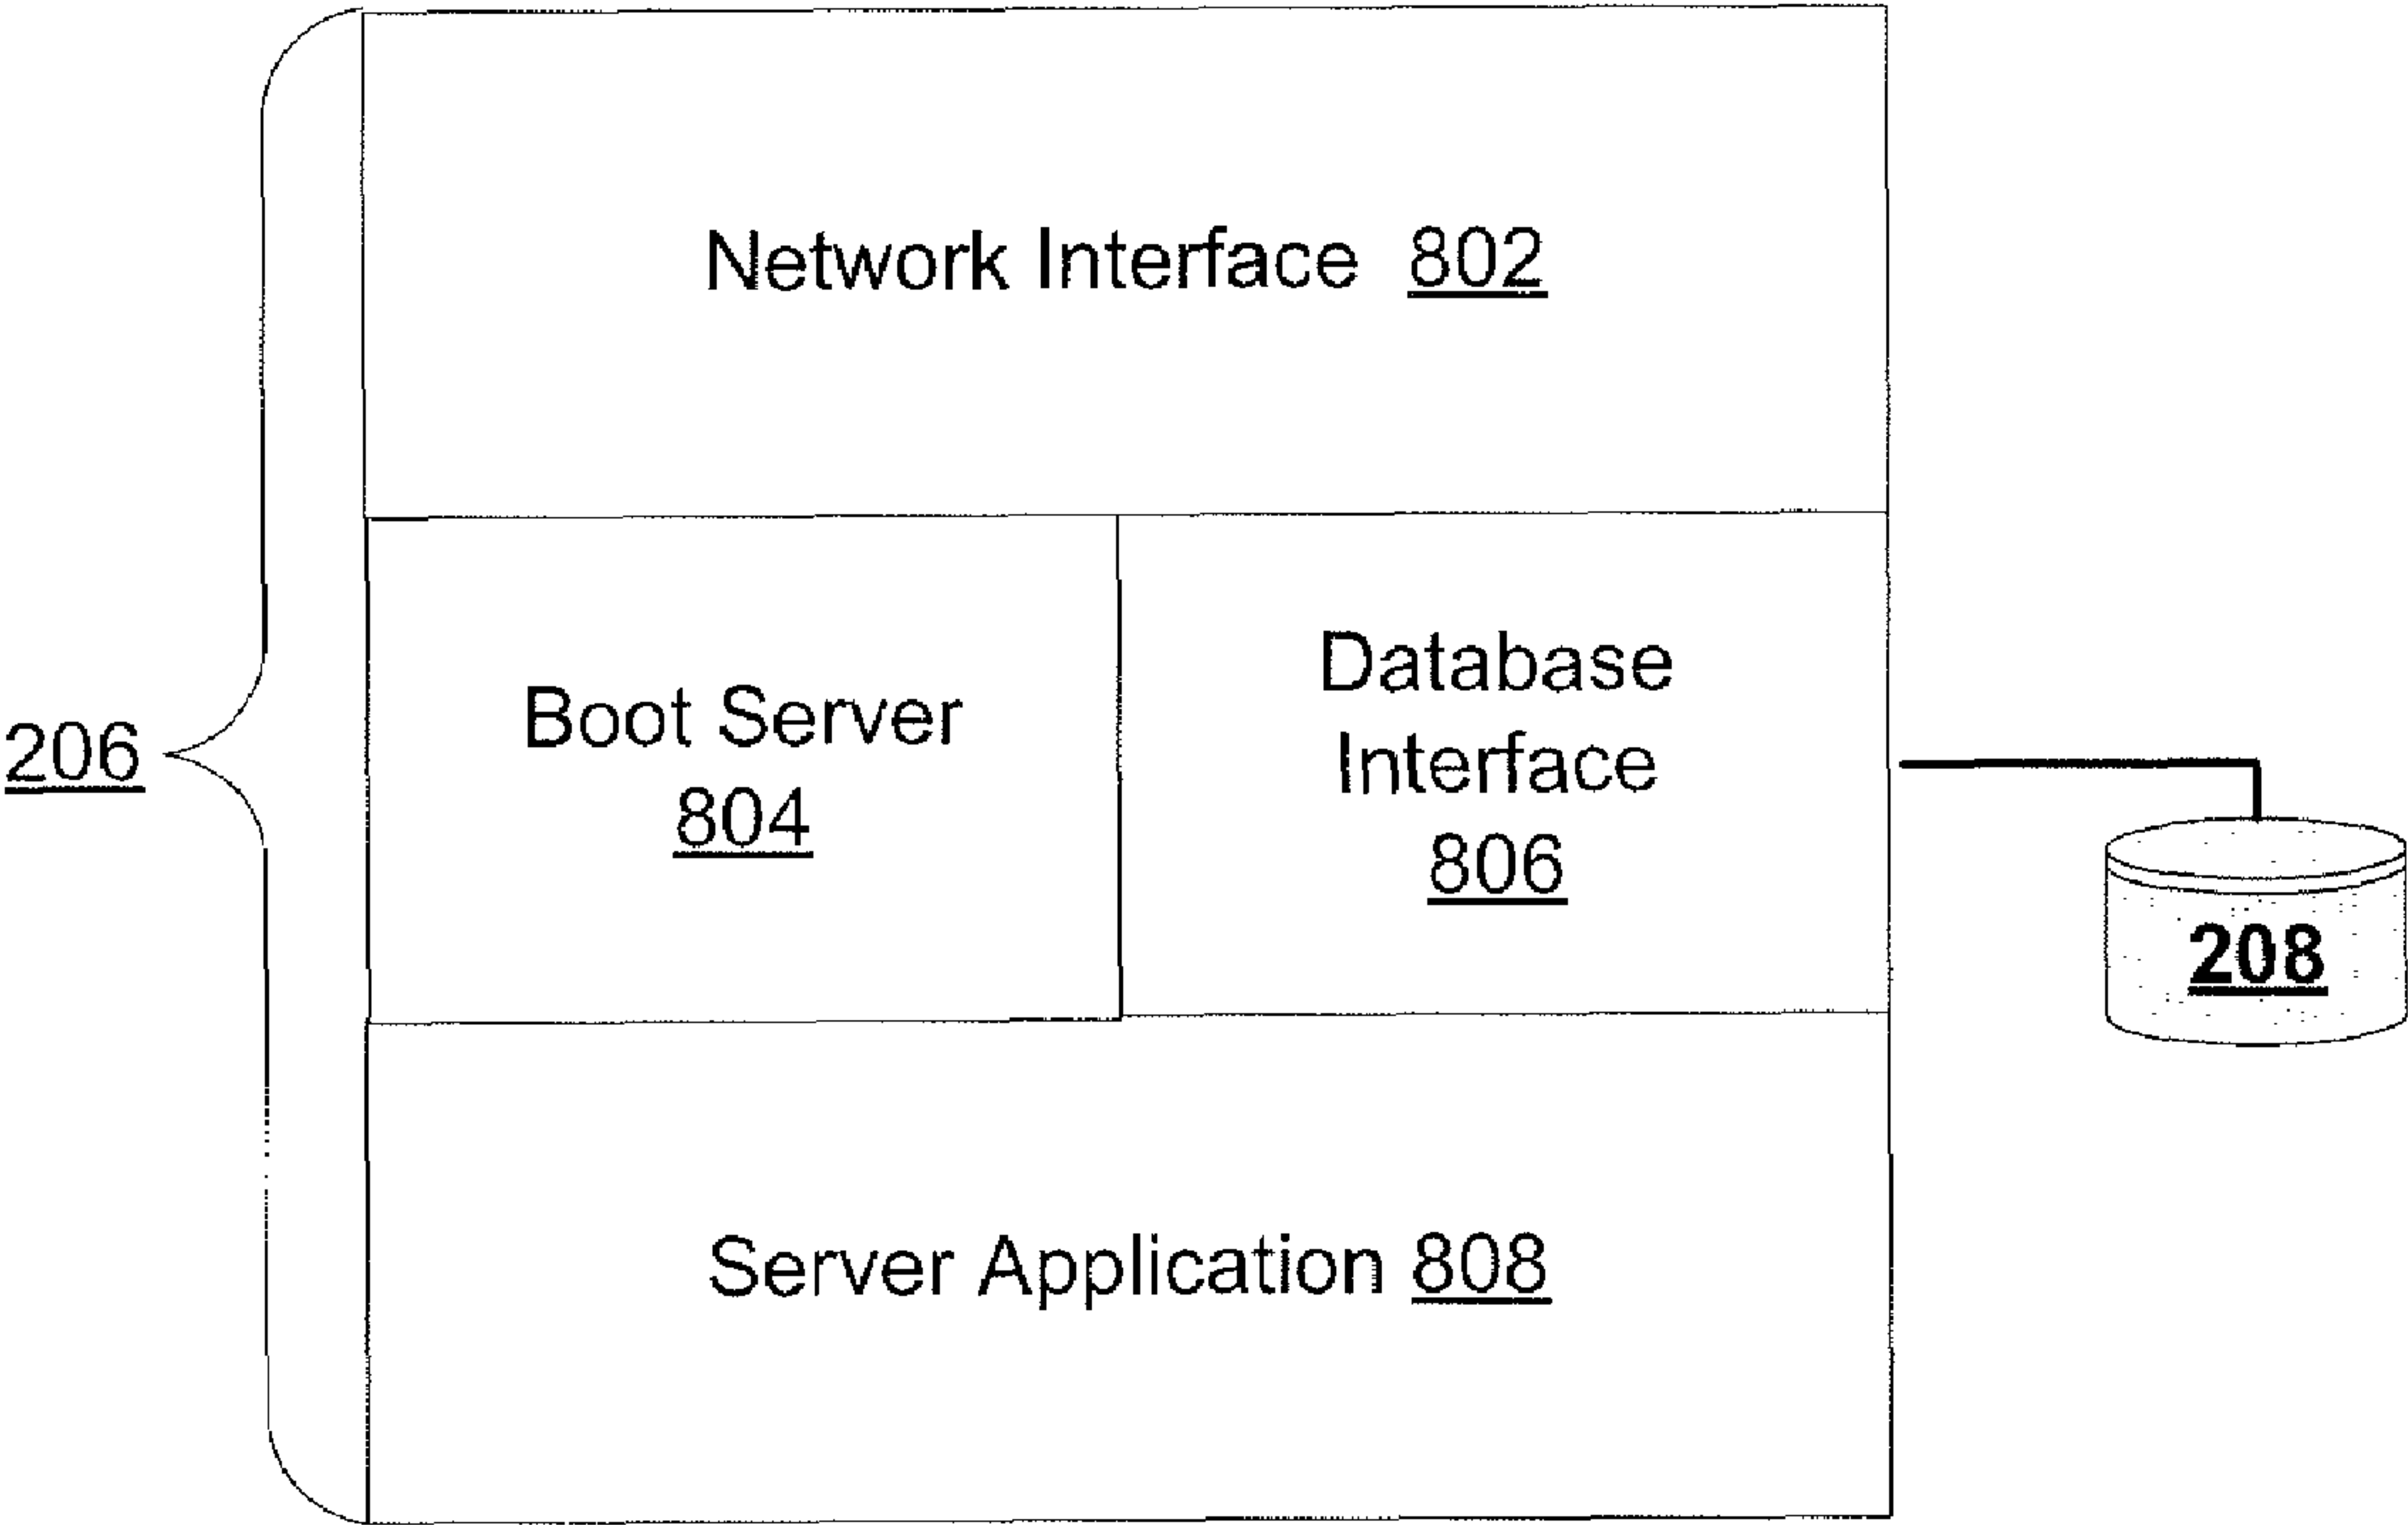 Network Interface 802
206
Boot Server
804
Database
Interface
806
208
Server Application 808